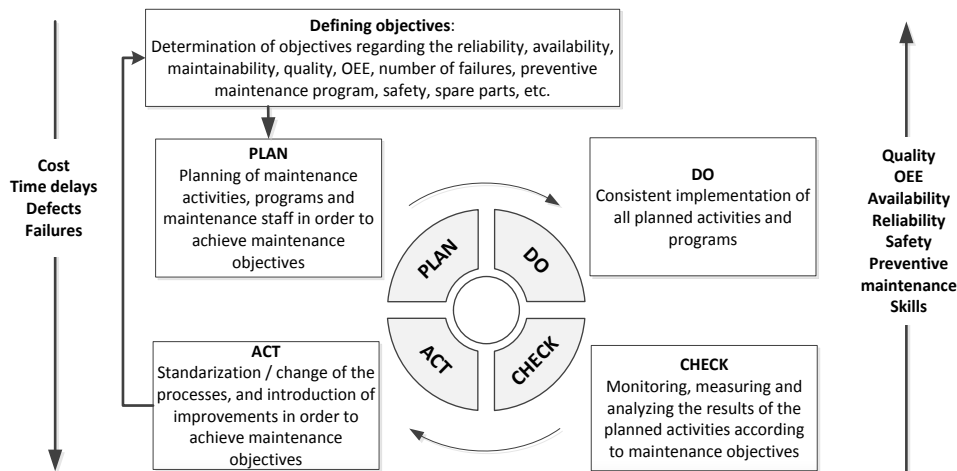 Defining objectives:
Determination of objectives regarding the reliability, availability,
maintainability, quality, OEE, number of failures, preventive
maintenance program, safety, spare parts, etc.
Cost
Time delays
Defects
Failures
PLAN
Planning of maintenance
activities, programs and
maintenance staff in order to
achieve maintenance
objectives
DO
Consistent implementation of
all planned activities and
programs
Quality
OEE
Availability
Reliability
Safety
Preventive
maintenance
Skills
PLAN
DO
ACT
CHECK
ACT
Standarization / change of the
processes, and introduction of
improvements in order to
achieve maintenance
objectives
CHECK
Monitoring, measuring and
analyzing the results of the
planned activities according
to maintenance objectives